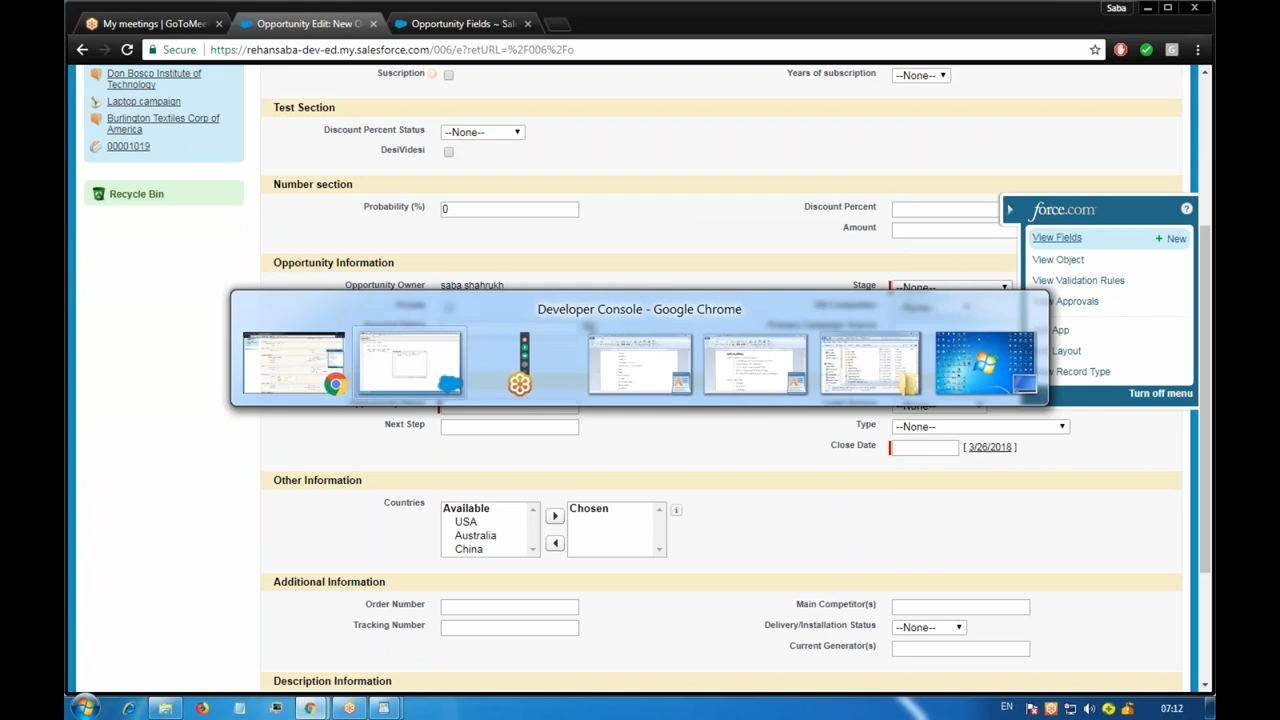 Saba
My meetings | GoToMee
Opportunity Edit: New O
Opportunity Fields ~ Sal
Secure
https://rehansaba-dev-ed.my.salesforce.com/006/e?retURL=%2F006%2Fo
G
Don Bosco Institute of
Technology
Laptop campaign
Burlington Textiles Corp of
America
00001019
Recycle Bin
Suscription
Years of subscription
--None--
Test Section
Discount Percent Status
--None--
Desi/Videsi
Number section
Probability (%)
0
Discount Percent
Amount
force.com
?
View Fields
+ New
View Object
View Validation Rules
Approvals
App
Layout
Record Type
Turn off menu
Opportunity Information
Opportunity Owner
saba shahrukh
Stage
--None--
Developer Console - Google Chrome
Next Step
Type
--None--
Close Date
[ 3/26/2018 ]
Other Information
Countries
Available
USA
Australia
China
Chosen
i
Additional Information
Order Number
Main Competitor(s)
Tracking Number
Delivery/Installation Status
--None--
Current Generator(s)
Description Information
EN
07:12